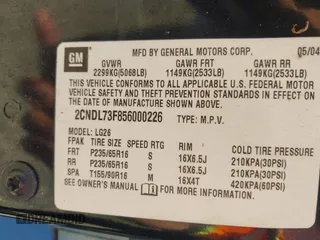 GM
MFD BY GENERAL MOTORS CORP. 05/04
GVWR GAWR FRT GAWR RR
2299KG(5068LB) 1149KG(2533LB) 1149KG(2533LB)
THIS VEHICLE CONFORMS TO ALL APPLICABLE U.S. FEDERAL MOTOR
VEHICLE SAFETY, BUMPER, AND THEFT PREVENTION STANDARDS IN EFFECT ON THE
DATE OF MANUFACTURE SHOWN ABOVE.
2CNDL73F856000226 TYPE: M.P.V.
MODEL: LG26
FPAK TIRE SIZE SPEED RTG RIM COLD TIRE PRESSURE
FRT P235/65R16 S 16X6.5J 210KPA(30PSI)
RR P235/65R16 S 16X6.5J 210KPA(30PSI)
SPA T155/90R16 M 16X4T 420KPA(60PSI)
SEE OWNER'S MANUAL FOR ADDITIONAL INFORMATION